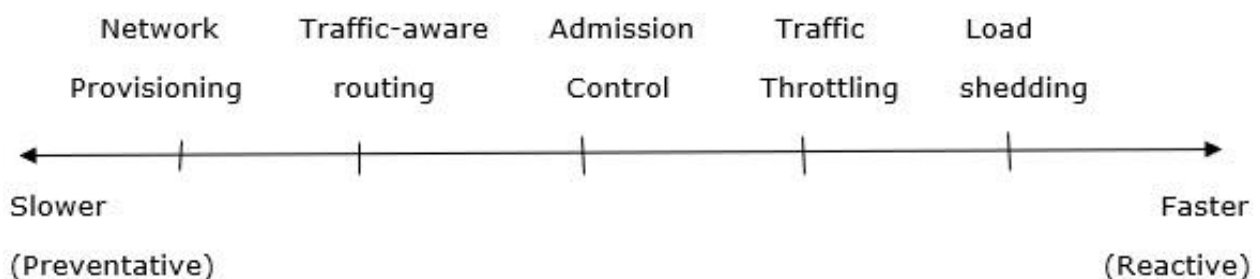 Network Traffic-aware Admission Traffic Load
Provisioning routing Control Throttling shedding
Slower Faster
(Preventative) (Reactive)